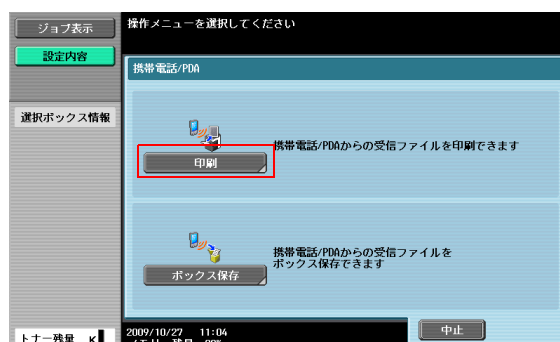 ジョブ表示
設定内容
選択ボックス情報
トナー残量 K
操作メニューを選択してください
携帯電話/PDA
携帯電話/PDAからの受信ファイルを印刷できます
印刷
携帯電話/PDAからの受信ファイルを
ボックス保存できます
ボックス保存
2009/10/27 11:04
中止